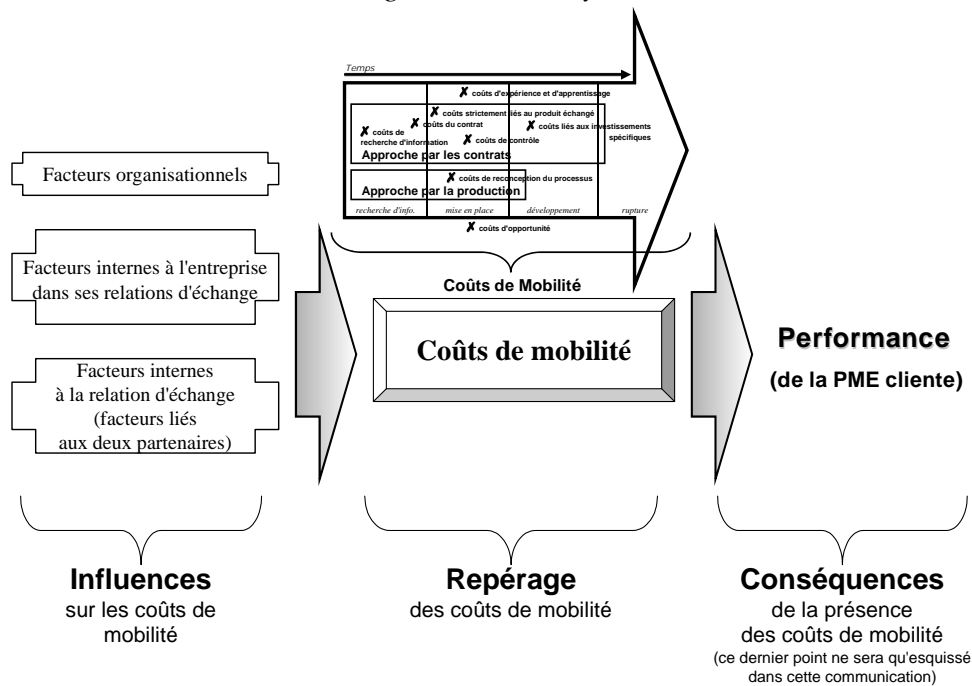 Temps
✗ coûts d'expérience et d'apprentissage
✗ coûts strictement liés au produit échangé
✗ coûts du contrat
✗ coûts liés aux investissements
spécifiques
✗ coûts de
recherche d'information
✗ coûts de contrôle
Approche par les contrats
✗ coûts de reconception du processus
Approche par la production
recherche d'info.
mise en place
développement
rupture
✗ coûts d'opportunité
Coûts de Mobilité
Facteurs organisationnels
Facteurs internes à l'entreprise
dans ses relations d'échange
Facteurs internes
à la relation d'échange
(facteurs liés
aux deux partenaires)
Coûts de mobilité
Performance
(de la PME cliente)
Influences
sur les coûts de
mobilité
Repérage
des coûts de mobilité
Conséquences
de la présence
des coûts de mobilité
(ce dernier point ne sera qu'esquissé
dans cette communication)